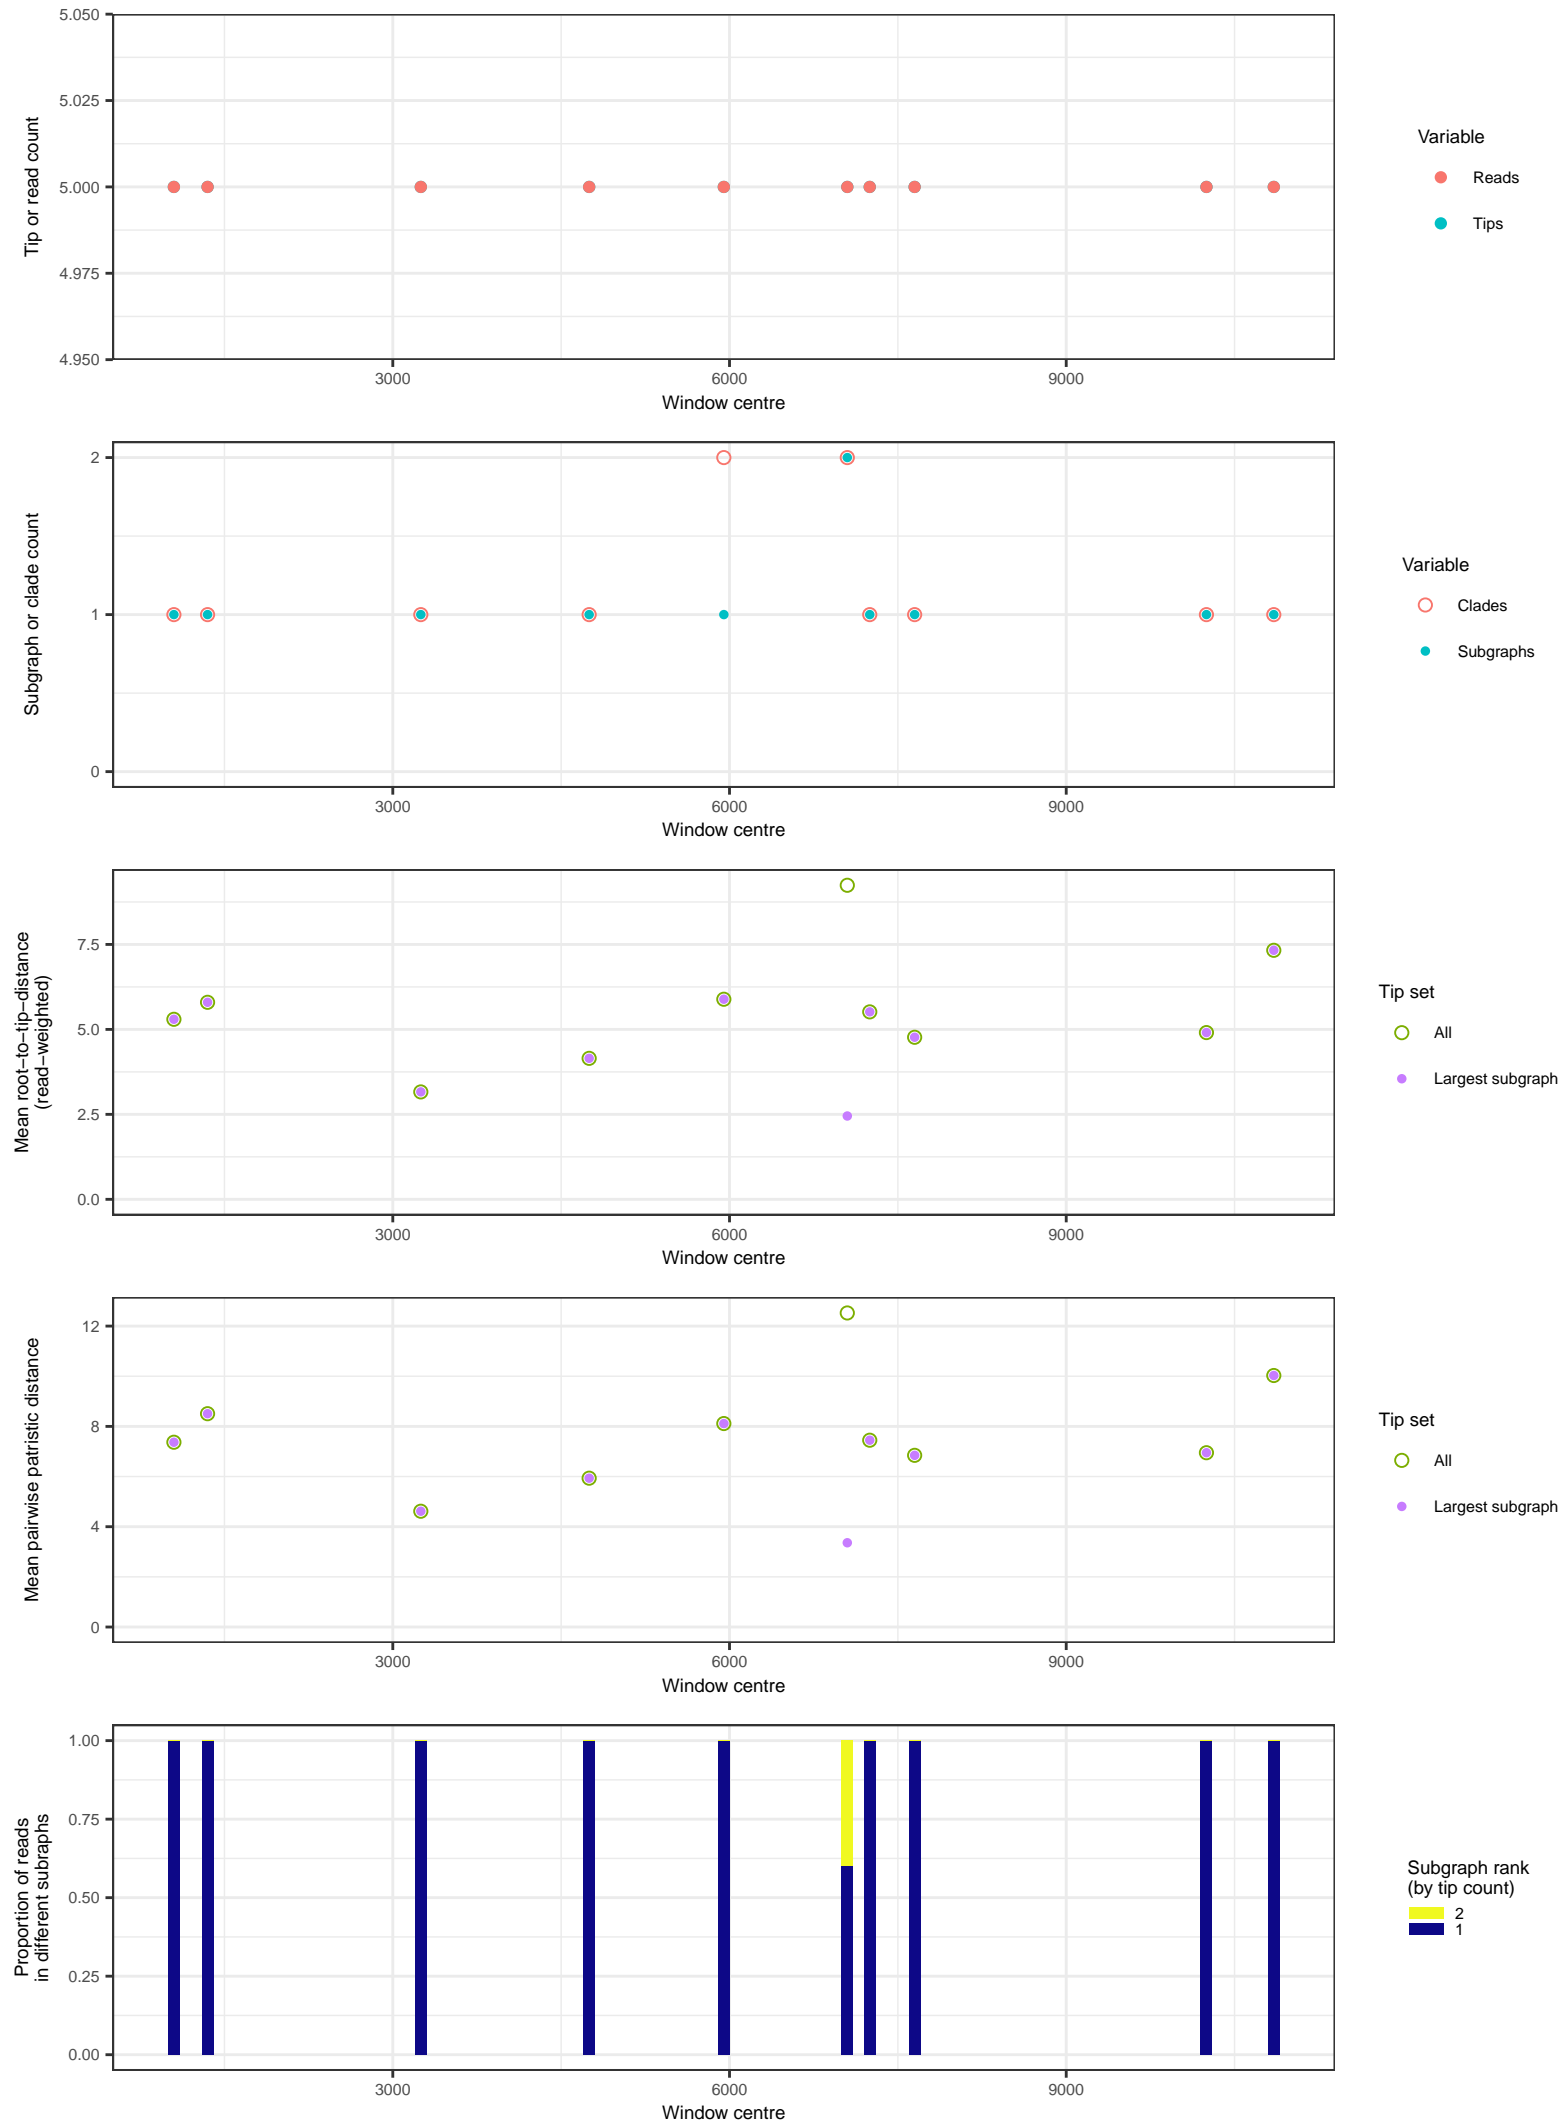 5.050
5.025
5.000
4.975
4.950
Tip or read count
3000 6000 9000
Window centre
Variable
Reads
Tips
2
1
0
Subgraph or clade count
3000 6000 9000
Window centre
Variable
Clades
Subgraphs
7.5
5.0
2.5
0.0
Mean root−to−tip−distance
(read−weighted)
3000 6000 9000
Window centre
Tip set
All
Largest subgraph
12
8
4
0
Mean pairwise patristic distance
3000 6000 9000
Window centre
Tip set
All
Largest subgraph
1.00
0.75
0.50
0.25
0.00
Proportion of reads
in different subraphs
3000 6000 9000
Window centre
Subgraph rank
(by tip count)
2
1